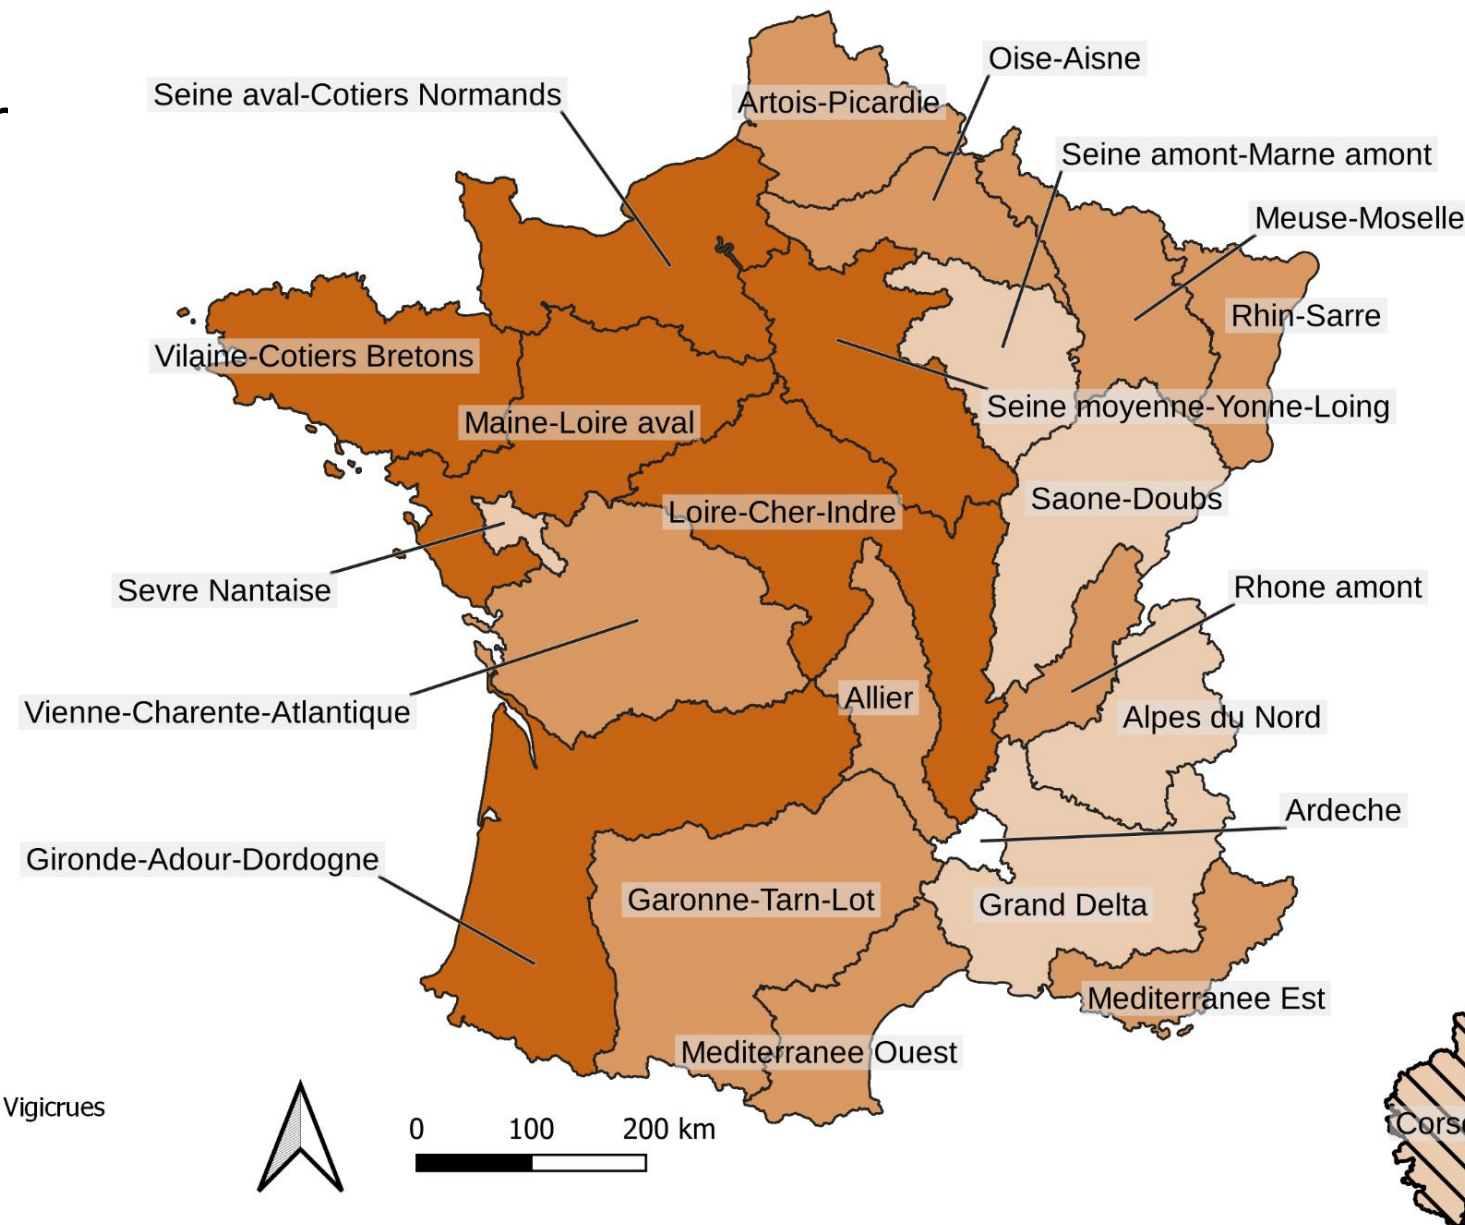 Oise-Aisne
Seine aval-Cotiers Normands
Artois-Picardie
Seine amont-Marne amont
Meuse-Moselle
Rhin-Sarre
Vilaine-Cotiers Bretons
Seine moyenne-Yonne-Loing
Maine-Loire aval
Saone-Doubs
Loire-Cher-Indre
Sevre Nantaise
Rhone amont
Allier
Vienne-Charente-Atlantique
Alpes du Nord
Ardeche
Gironde-Adour-Dordogne
Garonne-Tarn-Lot
Grand Delta
Mediterranee Est
Mediterranee Ouest
Vigicrues
0 100 200 km